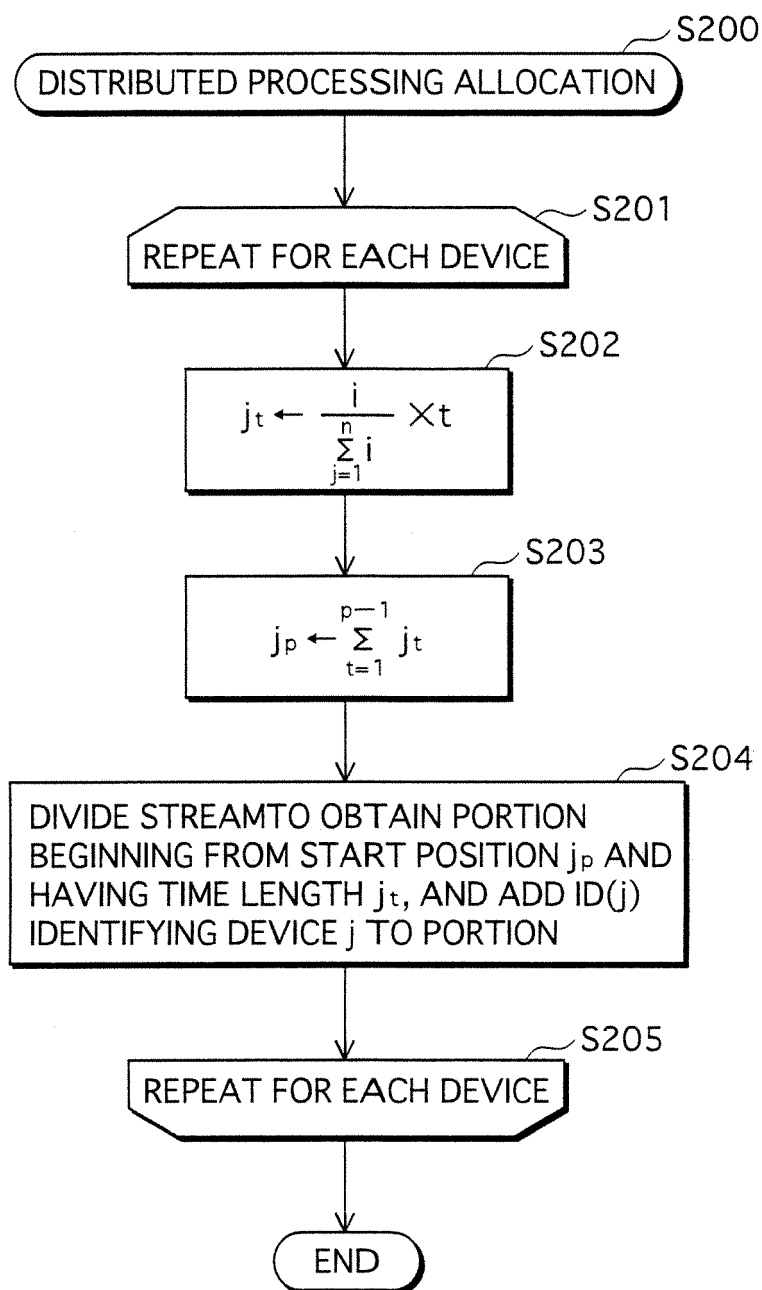 S200
DISTRIBUTED PROCESSING ALLOCATION
S201
REPEAT FOR EACH DEVICE
S202
jt ← i / n Σ j=1 i × t
S203
jp ← p−1 Σ t=1 jt
S204
DIVIDE STREAMTO OBTAIN PORTION
BEGINNING FROM START POSITION jp AND
HAVING TIME LENGTH jt, AND ADD ID(j)
IDENTIFYING DEVICE j TO PORTION
S205
REPEAT FOR EACH DEVICE
END